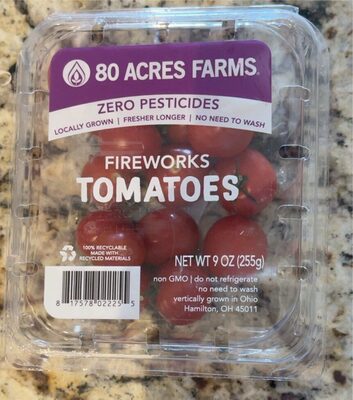 80 ACRES FARMS
ZERO PESTICIDES
LOCALLY GROWN | FRESHER LONGER | NO NEED TO WASH
FIREWORKS
TOMATOES
100% RECYCLABLE
MADE WITH
RECYCLED MATERIALS
NET WT 9 OZ (255g)
non GMO | do not refrigerate
no need to wash
vertically grown in Ohio
Hamilton, OH 45011
8 17578 02225 5